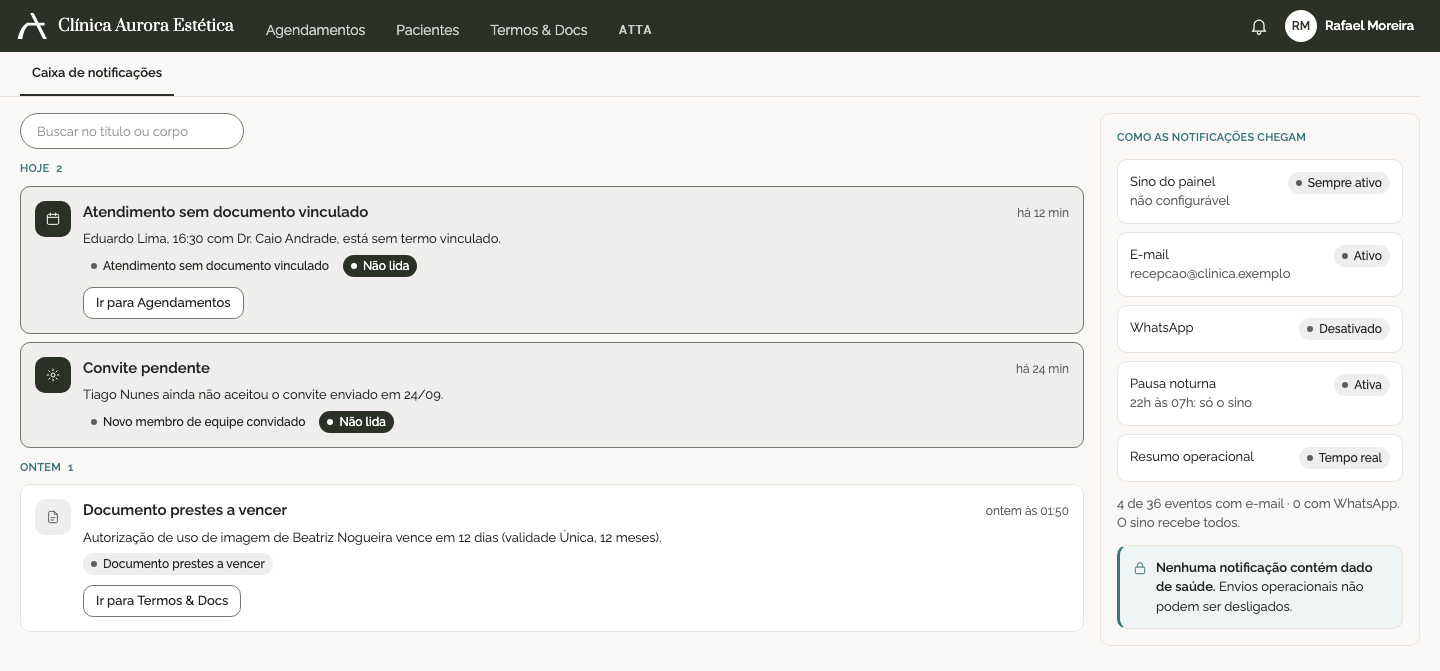 Clínica Aurora Estética
Agendamentos
Pacientes
Termos & Docs
ATTA
RM
Rafael Moreira
Caixa de notificações
Buscar no título ou corpo
HOJE 2
Atendimento sem documento vinculado
há 12 min
Eduardo Lima, 16:30 com Dr. Caio Andrade, está sem termo vinculado.
Atendimento sem documento vinculado
Não lida
Ir para Agendamentos
Convite pendente
há 24 min
Tiago Nunes ainda não aceitou o convite enviado em 24/09.
Novo membro de equipe convidado
Não lida
ONTEM 1
Documento prestes a vencer
ontem às 01:50
Autorização de uso de imagem de Beatriz Nogueira vence em 12 dias (validade Única, 12 meses).
Documento prestes a vencer
Ir para Termos & Docs
COMO AS NOTIFICAÇÕES CHEGAM
Sino do painel
Sempre ativo
não configurável
E-mail
Ativo
recepcao@clinica.exemplo
WhatsApp
Desativado
Pausa noturna
Ativa
22h às 07h: só o sino
Resumo operacional
Tempo real
4 de 36 eventos com e-mail · 0 com WhatsApp.
O sino recebe todos.
Nenhuma notificação contém dado
de saúde. Envios operacionais não
podem ser desligados.